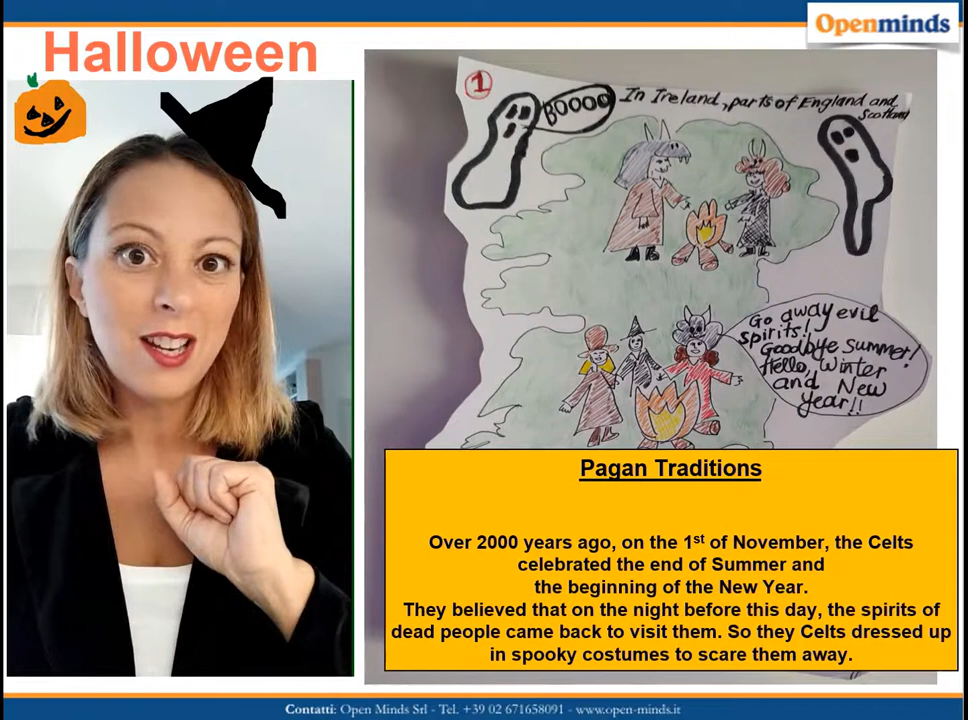 Openminds
Halloween
1
BOOOO
In Ireland, parts of England and
Scotland
Go away evil
spirits!
Goodbye Summer!
Hello, Winter
and New
Year!!
Pagan Traditions
Over 2000 years ago, on the 1st of November, the Celts
celebrated the end of Summer and
the beginning of the New Year.
They believed that on the night before this day, the spirits of
dead people came back to visit them. So they Celts dressed up
in spooky costumes to scare them away.
Contatti: Open Minds Srl - Tel. +39 02 671658091 - www.open-minds.it